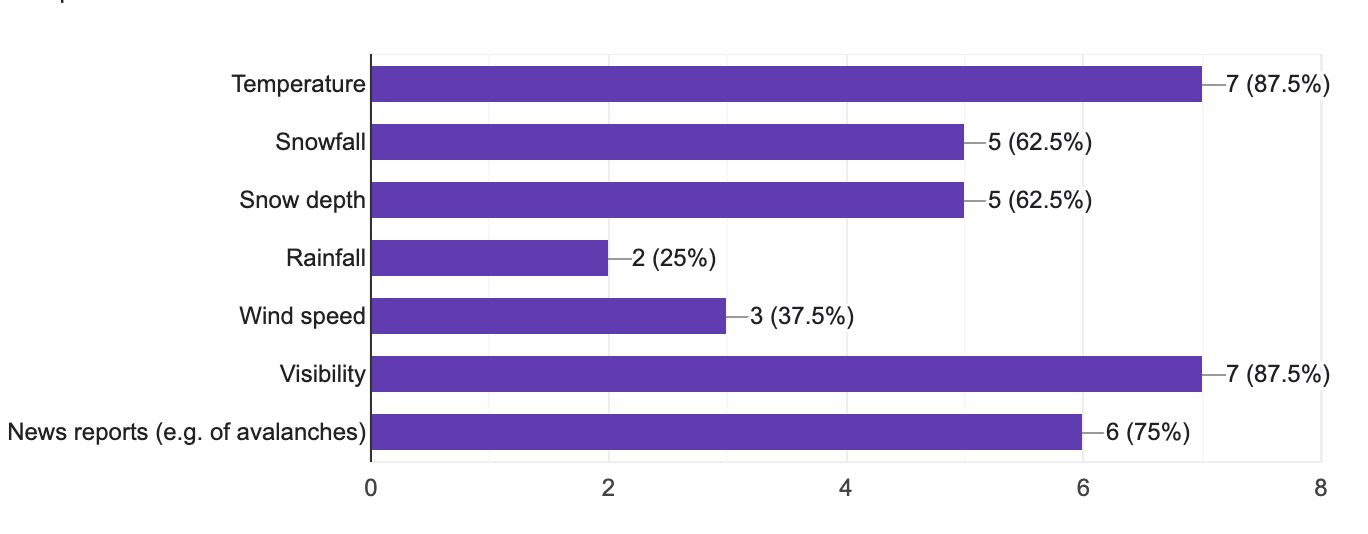 Temperature 7 (87.5%)
Snowfall 5 (62.5%)
Snow depth 5 (62.5%)
Rainfall 2 (25%)
Wind speed 3 (37.5%)
Visibility 7 (87.5%)
News reports (e.g. of avalanches) 6 (75%)
0 2 4 6 8